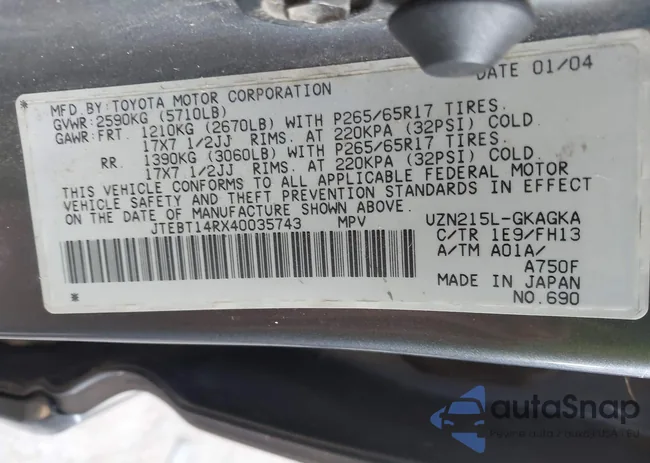 DATE 01/04
MFD. BY: TOYOTA MOTOR CORPORATION
GVWR: 2590KG (5710LB)
GAWR: FRT. 1210KG (2670LB) WITH P265/65R17 TIRES.
17X7 1/2JJ RIMS. AT 220KPA (32PSI) COLD.
RR. 1390KG (3060LB) WITH P265/65R17 TIRES.
17X7 1/2JJ RIMS. AT 220KPA (32PSI) COLD.
THIS VEHICLE CONFORMS TO ALL APPLICABLE FEDERAL MOTOR
VEHICLE SAFETY AND THEFT PREVENTION STANDARDS IN EFFECT
ON THE DATE OF MANUFACTURE SHOWN ABOVE.
JTEBT14RX40035743 MPV UZN215L-GKAGKA
C/TR 1E9/FH13
A/TM A01A/
A750F
MADE IN JAPAN
NO.690
autoSnap